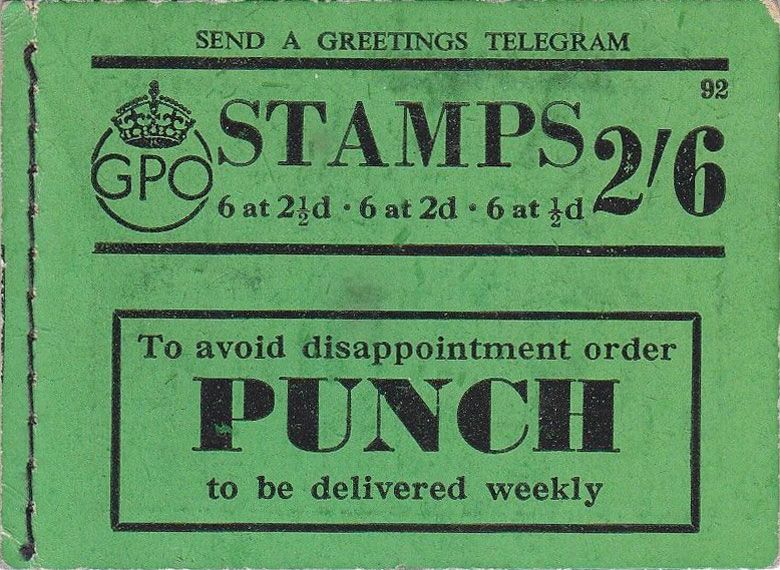 SEND A GREETINGS TELEGRAM
92
GPO
STAMPS 2/6
6 at 2½d · 6 at 2d · 6 at ½d
To avoid disappointment order
PUNCH
to be delivered weekly